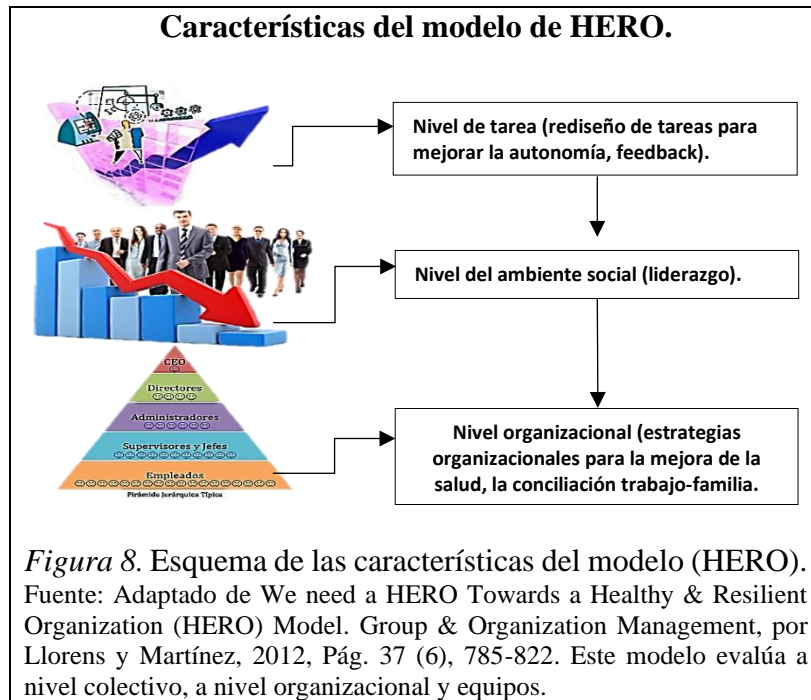 Características del modelo de HERO.
Nivel de tarea (rediseño de tareas para
mejorar la autonomía, feedback).
Nivel del ambiente social (liderazgo).
CEO
Directores
Administradores
Supervisores y Jefes
Empleados
Pirámide Jerárquica Típica
Nivel organizacional (estrategias
organizacionales para la mejora de la
salud, la conciliación trabajo-familia.
Figura 8. Esquema de las características del modelo (HERO).
Fuente: Adaptado de We need a HERO Towards a Healthy & Resilient
Organization (HERO) Model. Group & Organization Management, por
Llorens y Martínez, 2012, Pág. 37 (6), 785-822. Este modelo evalúa a
nivel colectivo, a nivel organizacional y equipos.